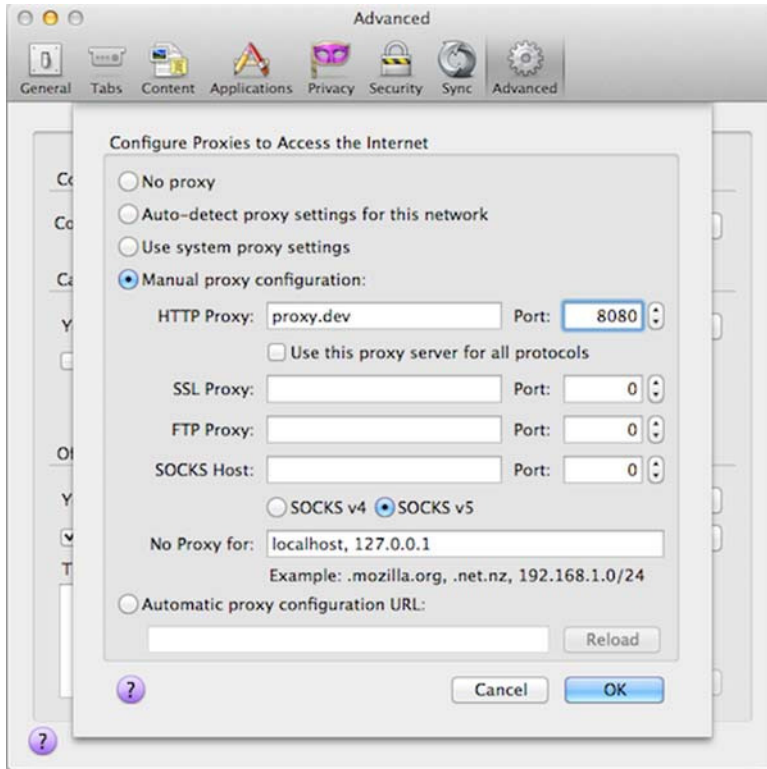 Advanced
General Tabs Content Applications Privacy Security Sync Advanced
Configure Proxies to Access the Internet
No proxy
Auto-detect proxy settings for this network
Use system proxy settings
Manual proxy configuration:
HTTP Proxy: proxy.dev Port: 8080
Use this proxy server for all protocols
SSL Proxy: Port: 0
FTP Proxy: Port: 0
SOCKS Host: Port: 0
SOCKS v4 SOCKS v5
No Proxy for: localhost, 127.0.0.1
Example: .mozilla.org, .net.nz, 192.168.1.0/24
Automatic proxy configuration URL:
Reload
? Cancel OK
?